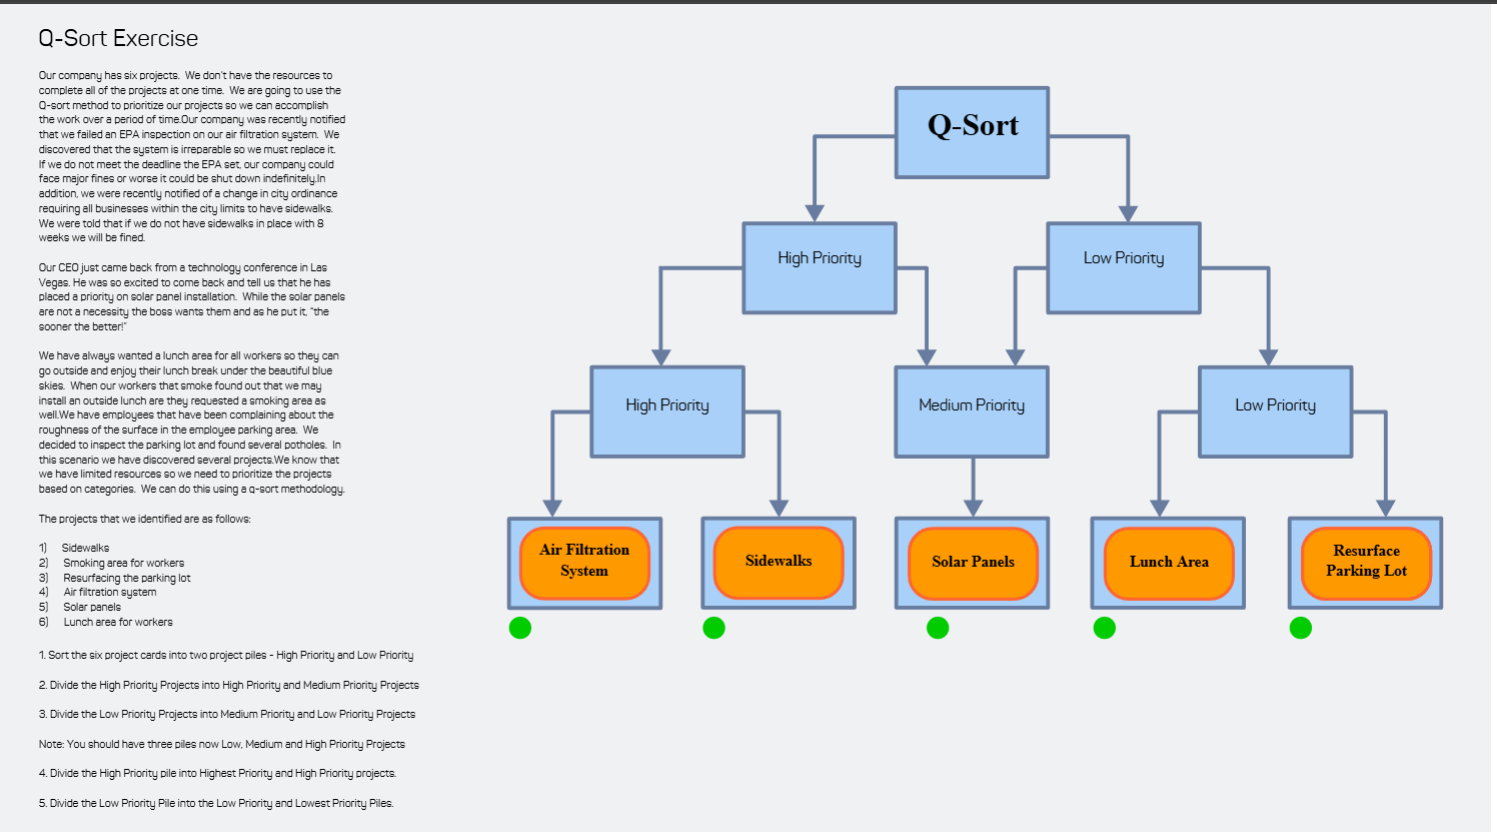 Q-Sort Exercise
Our company has six projects. We don't have the resources to
complete all of the projects at one time. We are going to use the
Q-sort method to prioritize our projects so we can accomplish
the work over a period of time.Our company was recently notified
that we failed an EPA inspection on our air filtration system. We
discovered that the system is irreparable so we must replace it.
If we do not meet the deadline the EPA set, our company could
face major fines or worse it could be shut down indefinitely.In
addition, we were recently notified of a change in city ordinance
requiring all businesses within the city limits to have sidewalks.
We were told that if we do not have sidewalks in place with 8
weeks we will be fined.
Our CEO just came back from a technology conference in Las
Vegas. He was so excited to come back and tell us that he has
placed a priority on solar panel installation. While the solar panels
are not a necessity the boss wants them and as he put it, "the
sooner the better!"
We have always wanted a lunch area for all workers so they can
go outside and enjoy their lunch break under the beautiful blue
skies. When our workers that smoke found out that we may
install an outside lunch are they requested a smoking area as
well.We have employees that have been complaining about the
roughness of the surface in the employee parking area. We
decided to inspect the parking lot and found several potholes. In
this scenario we have discovered several projects.We know that
we have limited resources so we need to prioritize the projects
based on categories. We can do this using a q-sort methodology.
The projects that we identified are as follows:
1) Sidewalks
2) Smoking area for workers
3) Resurfacing the parking lot
4) Air filtration system
5) Solar panels
6) Lunch area for workers
1. Sort the six project cards into two project piles - High Priority and Low Priority
2. Divide the High Priority Projects into High Priority and Medium Priority Projects
3. Divide the Low Priority Projects into Medium Priority and Low Priority Projects
Note: You should have three piles now Low, Medium and High Priority Projects
4. Divide the High Priority pile into Highest Priority and High Priority projects.
5. Divide the Low Priority Pile into the Low Priority and Lowest Priority Piles.
Q-Sort
High Priority
Low Priority
High Priority
Medium Priority
Low Priority
Air Filtration
System
Sidewalks
Solar Panels
Lunch Area
Resurface
Parking Lot